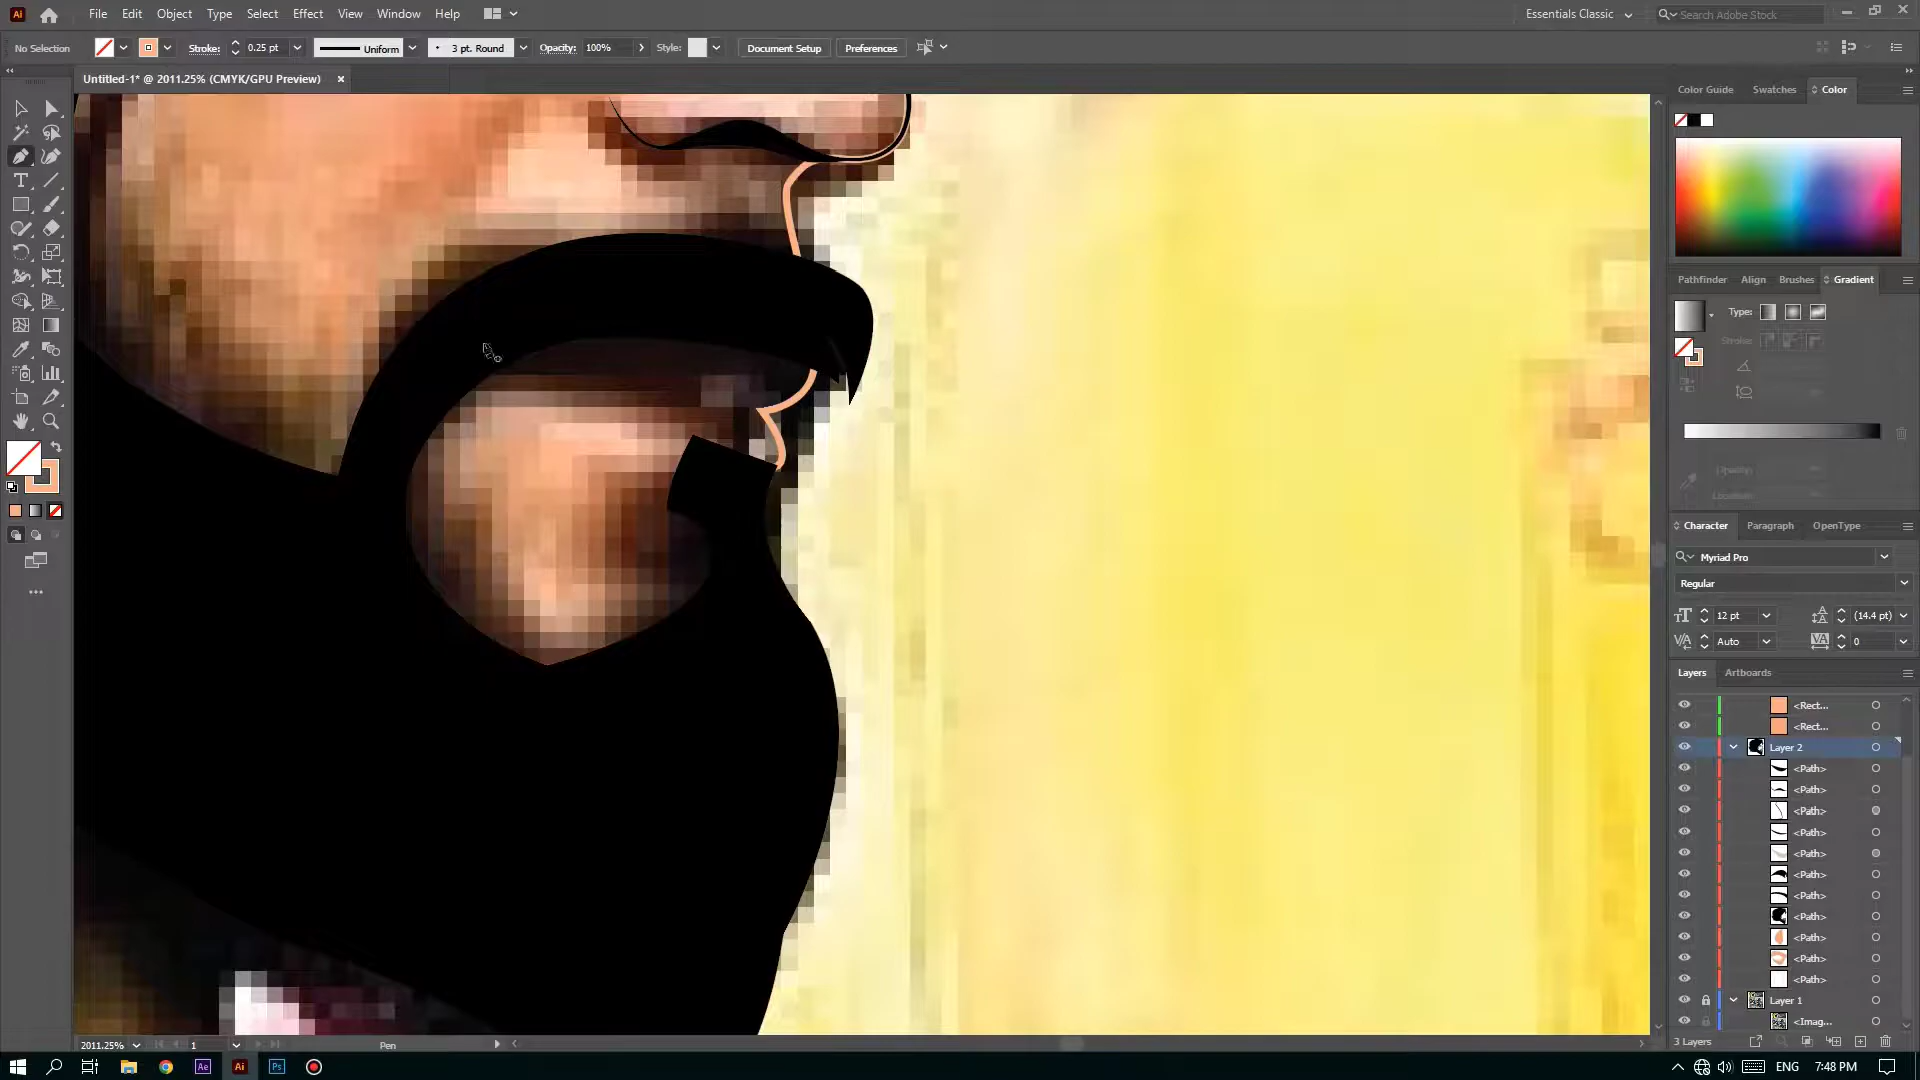 Ai File Edit Object Type Select Effect View Window Help Essentials Classic Search Adobe Stock
No Selection Stroke: 0.25 pt Uniform 3 pt. Round Opacity: 100% Style: Document Setup Preferences
Untitled-1* @ 2011.25% (CMYK/GPU Preview)
Color Guide Swatches Color
Pathfinder Align Brushes Gradient
Type:
Stroke:
Opacity:
Location:
Character Paragraph OpenType
Myriad Pro
Regular
12 pt (14.4 pt)
Auto 0
Layers Artboards
<Rect...
<Rect...
Layer 2
<Path>
<Path>
<Path>
<Path>
<Path>
<Path>
<Path>
<Path>
<Path>
<Path>
<Path>
Layer 1
<Imag...
3 Layers
2011.25% 1 Pen
Ae Ai Ps ENG 7:48 PM